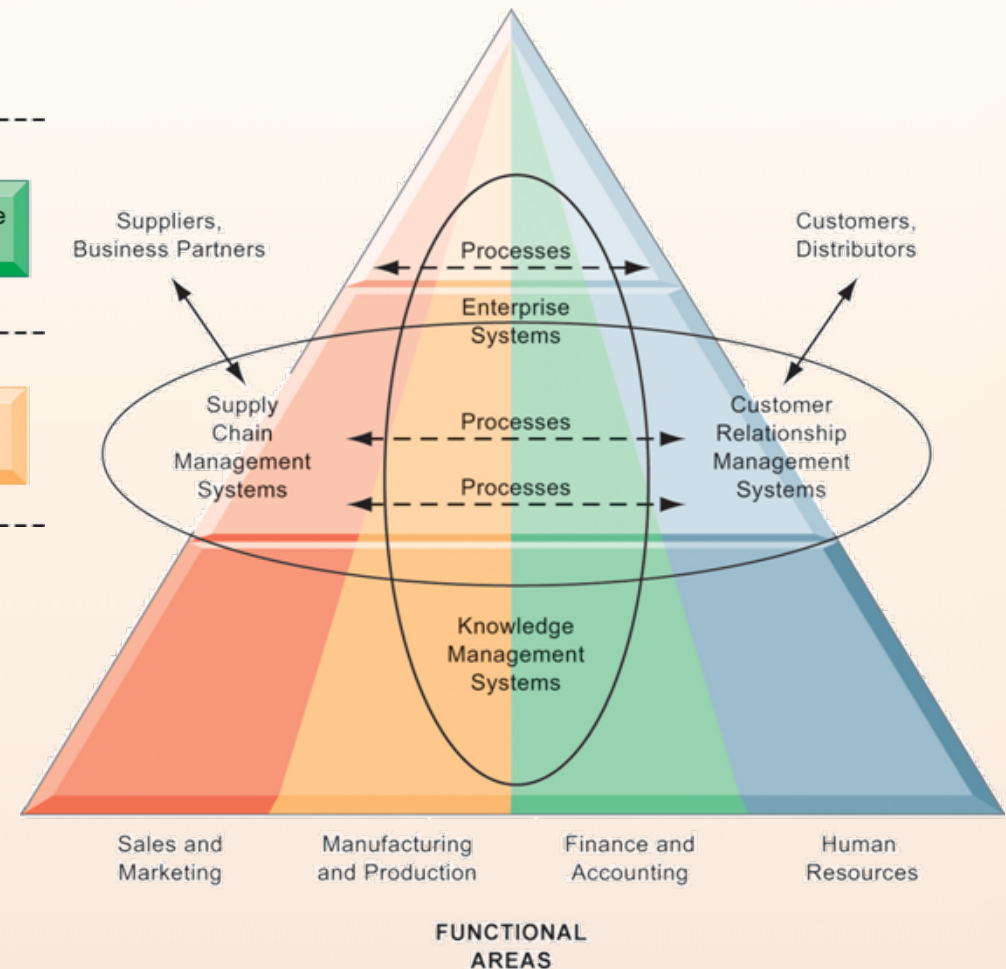 e
Suppliers,
Business Partners
Customers,
Distributors
Processes
Enterprise
Systems
Supply
Chain
Management
Systems
Processes
Processes
Customer
Relationship
Management
Systems
Knowledge
Management
Systems
Sales and
Marketing
Manufacturing
and Production
Finance and
Accounting
Human
Resources
FUNCTIONAL
AREAS